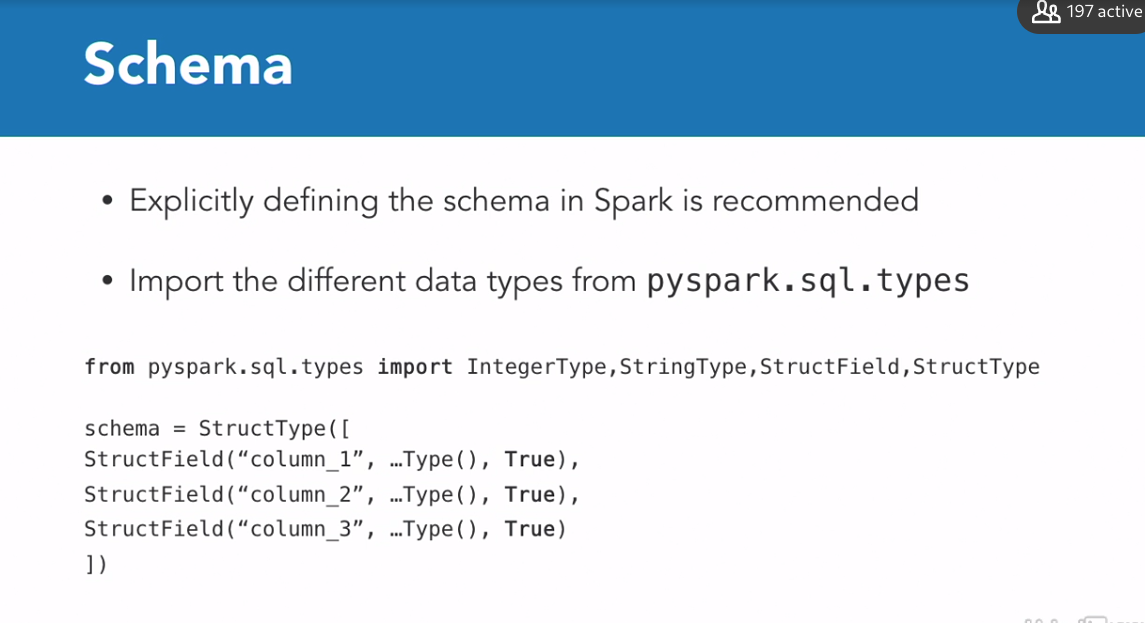 197 active
Schema
• Explicitly defining the schema in Spark is recommended
• Import the different data types from pyspark.sql.types
from pyspark.sql.types import IntegerType,StringType,StructField,StructType
schema = StructType([
StructField(“column_1”, …Type(), True),
StructField(“column_2”, …Type(), True),
StructField(“column_3”, …Type(), True)
])